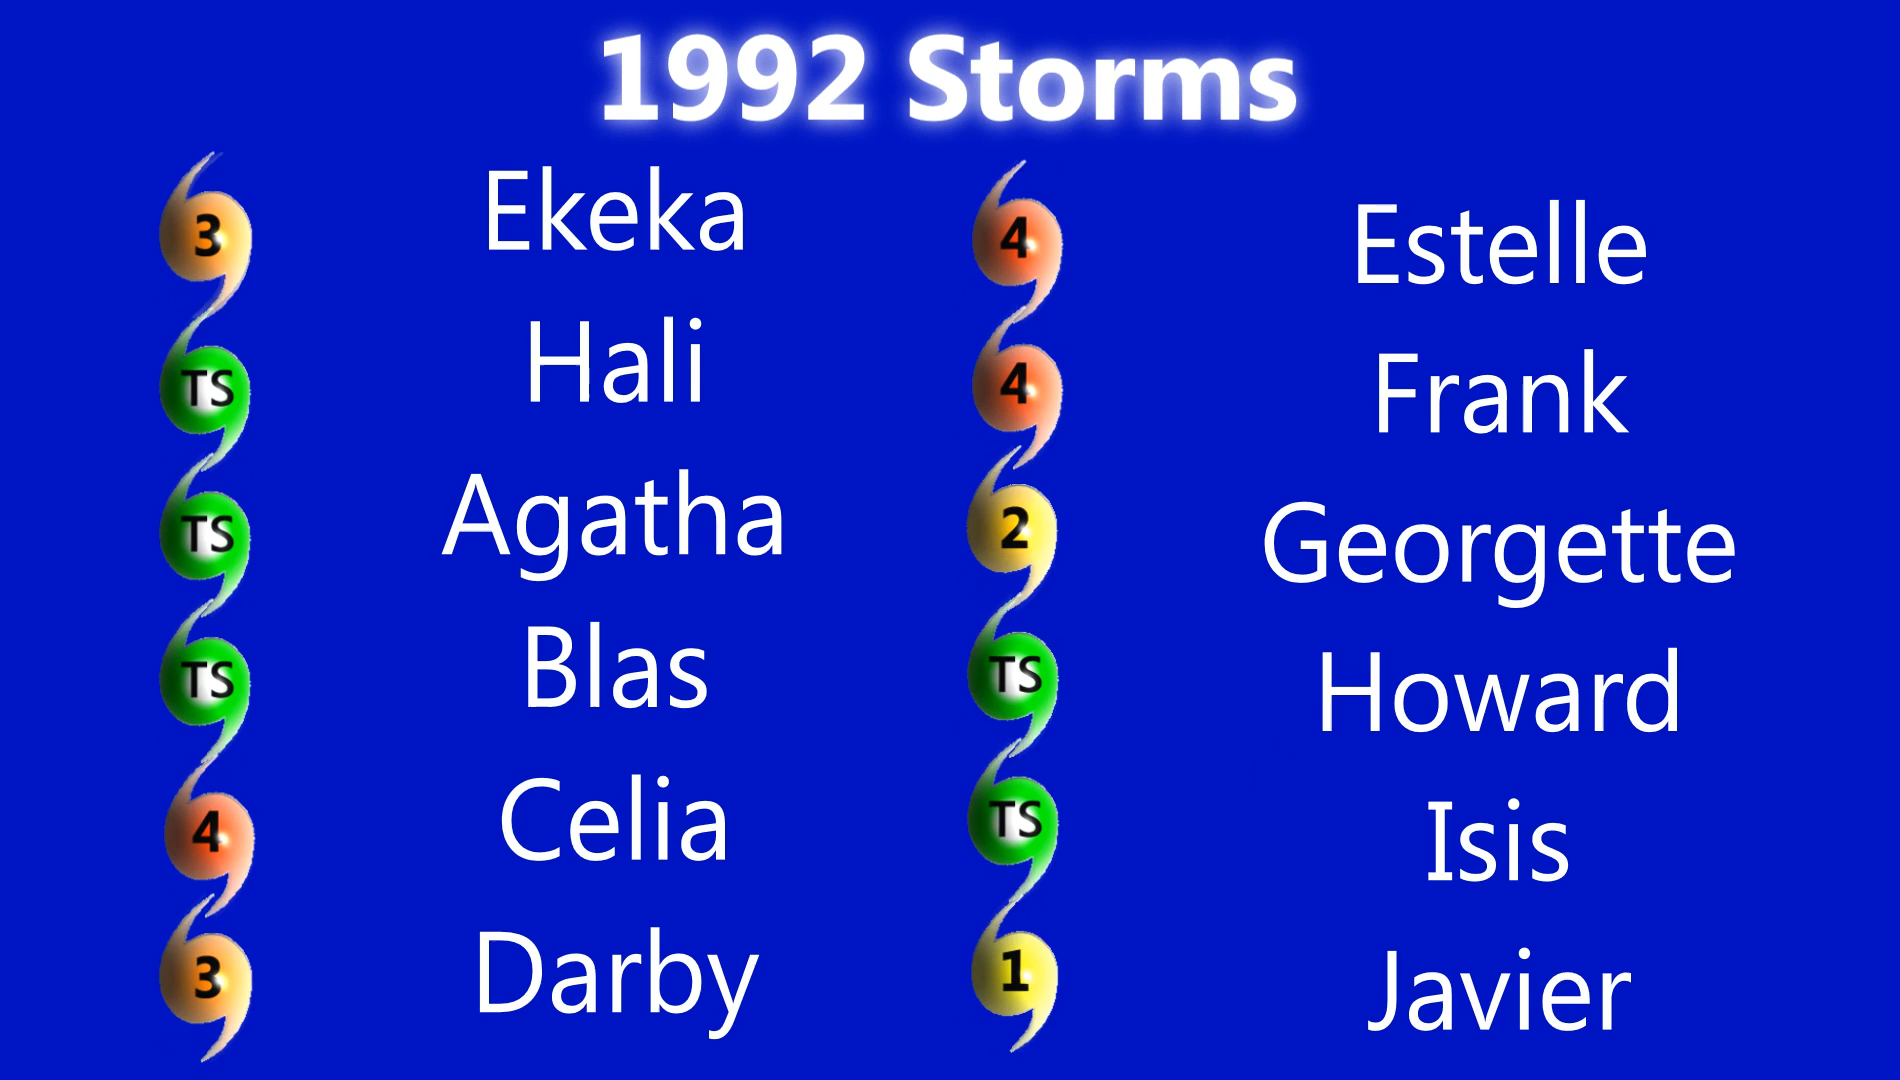 1992 Storms
3 Ekeka
TS Hali
TS Agatha
TS Blas
4 Celia
3 Darby
4 Estelle
4 Frank
2 Georgette
TS Howard
TS Isis
1 Javier